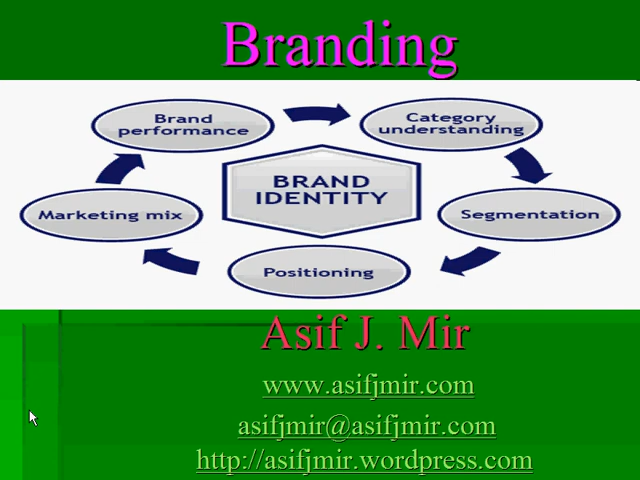 Branding
Brand
performance
Category
understanding
BRAND
IDENTITY
Marketing mix
Segmentation
Positioning
Asif J. Mir
www.asifjmir.com
asifjmir@asifjmir.com
http://asifjmir.wordpress.com